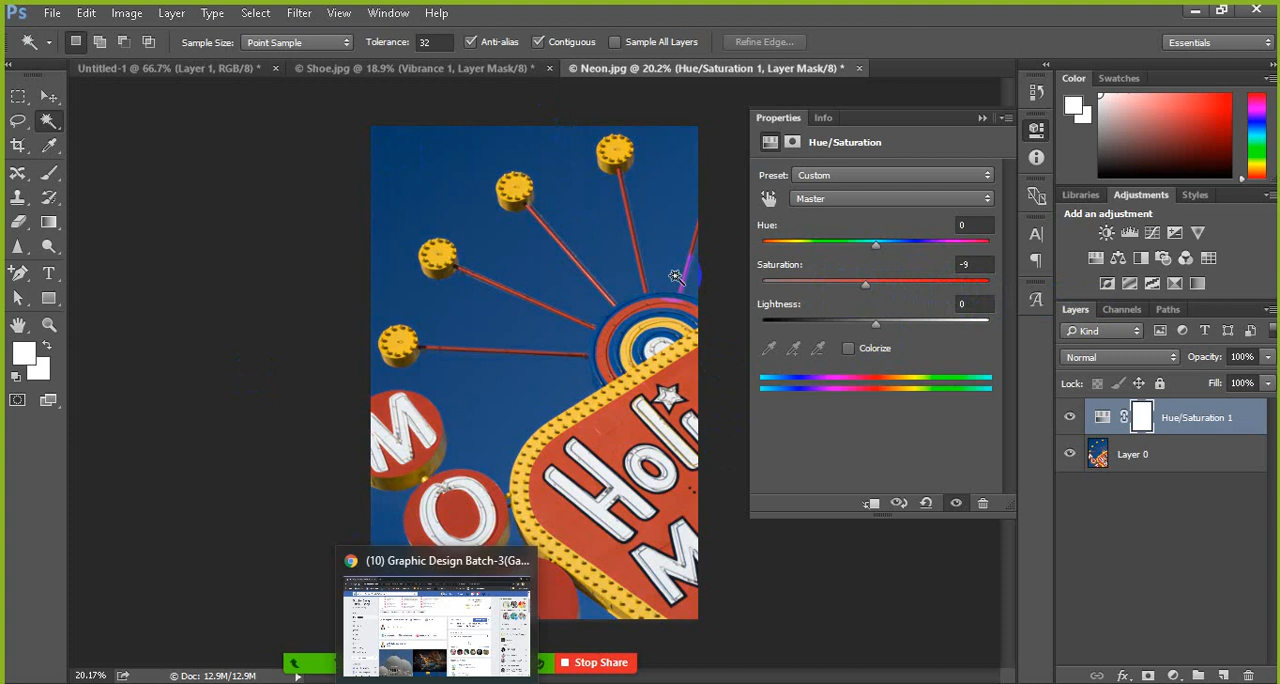 Ps File Edit Image Layer Type Select Filter View Window Help
Sample Size: Point Sample Tolerance: 32 Anti-alias Contiguous Sample All Layers Refine Edge... Essentials
Untitled-1 @ 66.7% (Layer 1, RGB/8) * × © Shoe.jpg @ 18.9% (Vibrance 1, Layer Mask/8) * × © Neon.jpg @ 20.2% (Hue/Saturation 1, Layer Mask/8) * ×
Color Swatches
Properties Info
Hue/Saturation
Preset: Custom
Master
Hue: 0
Saturation: -9
Lightness: 0
Colorize
Libraries Adjustments Styles
Add an adjustment
Layers Channels Paths
Kind
Normal Opacity: 100%
Lock: Fill: 100%
Hue/Saturation 1
Layer 0
M
O
Holi
M
(10) Graphic Design Batch-3(Ga...
Stop Share
20.17% © Doc: 12.9M/12.9M